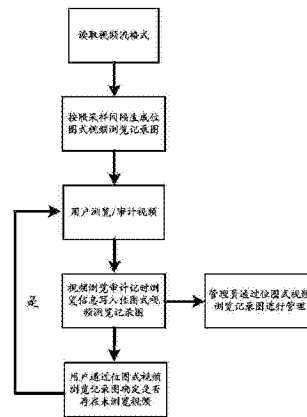 读取视频流格式
按照采样间隔生成位
图式视频浏览记录图
用户浏览/审计视频
视频浏览审计记时浏
览信息写入位图式视
频浏览记录图
管理员通过位图式视频
浏览记录图进行管理
是
用户通过位图式视频
浏览记录图确定是否
存在未浏览视频